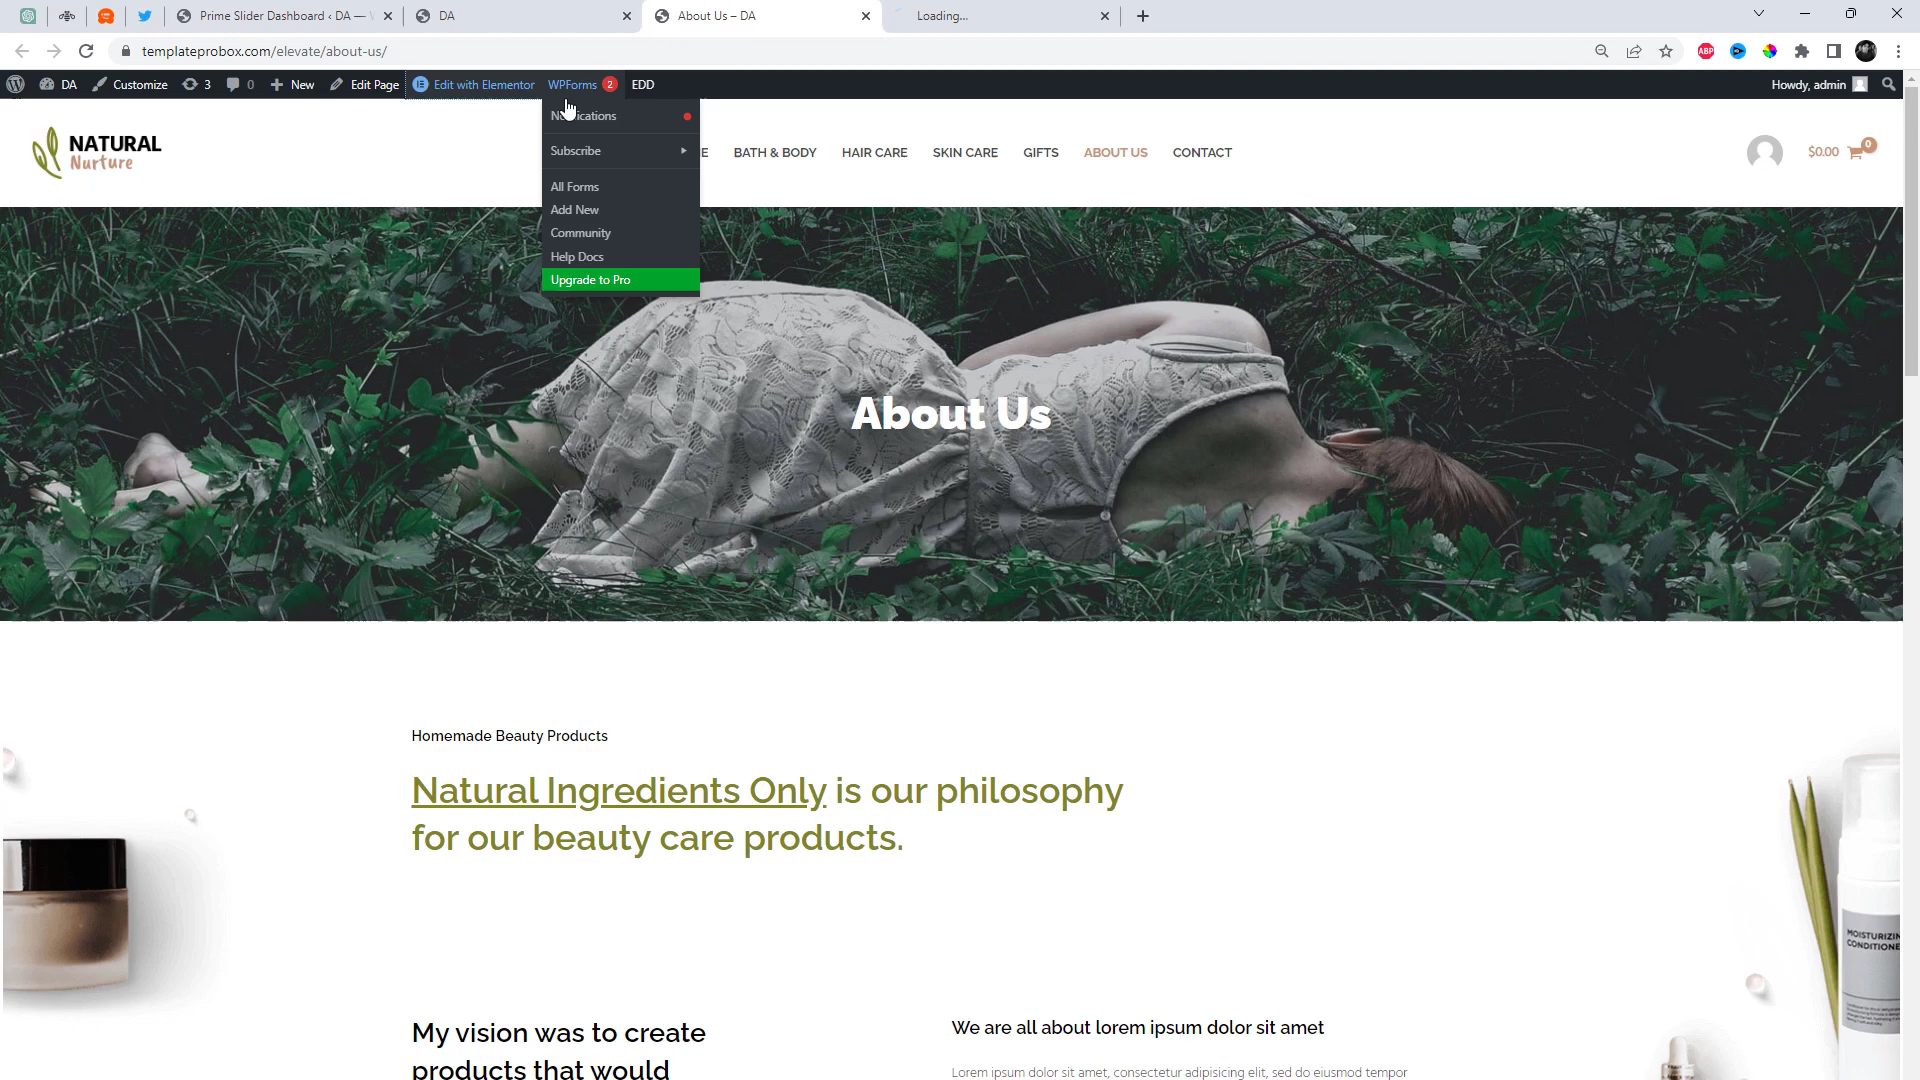 Prime Slider Dashboard ‹ DA — W
DA
About Us – DA
Loading...
templateprobox.com/elevate/about-us/
ABP
DA
Customize
3
0
New
Edit Page
Edit with Elementor
WPForms 2
EDD
Howdy, admin
Subscribe
All Forms
Add New
Community
Help Docs
Upgrade to Pro
NATURAL
Nurture
BATH & BODY
HAIR CARE
SKIN CARE
GIFTS
ABOUT US
CONTACT
$0.00
0
About Us
Homemade Beauty Products
Natural Ingredients Only is our philosophy
for our beauty care products.
My vision was to create
products that would
We are all about lorem ipsum dolor sit amet
Lorem ipsum dolor sit amet, consectetur adipisicing elit, sed do eiusmod tempor